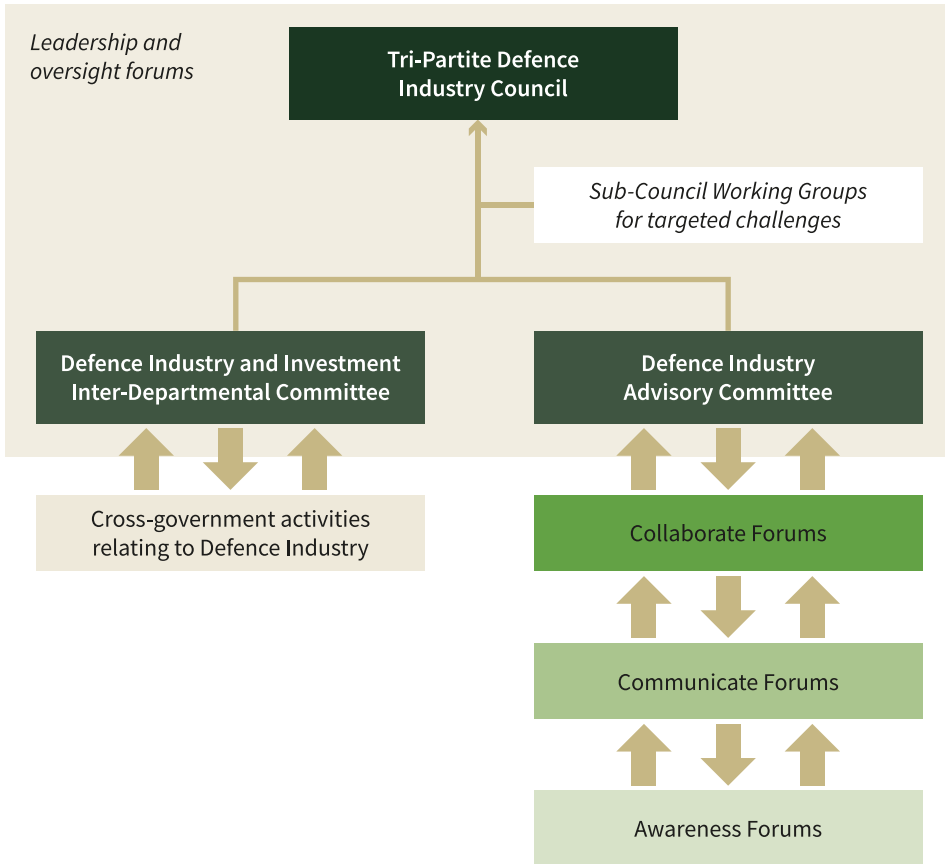 Leadership and
oversight forums
Tri-Partite Defence
Industry Council
Sub-Council Working Groups
for targeted challenges
Defence Industry and Investment
Inter-Departmental Committee
Defence Industry
Advisory Committee
Cross-government activities
relating to Defence Industry
Collaborate Forums
Communicate Forums
Awareness Forums